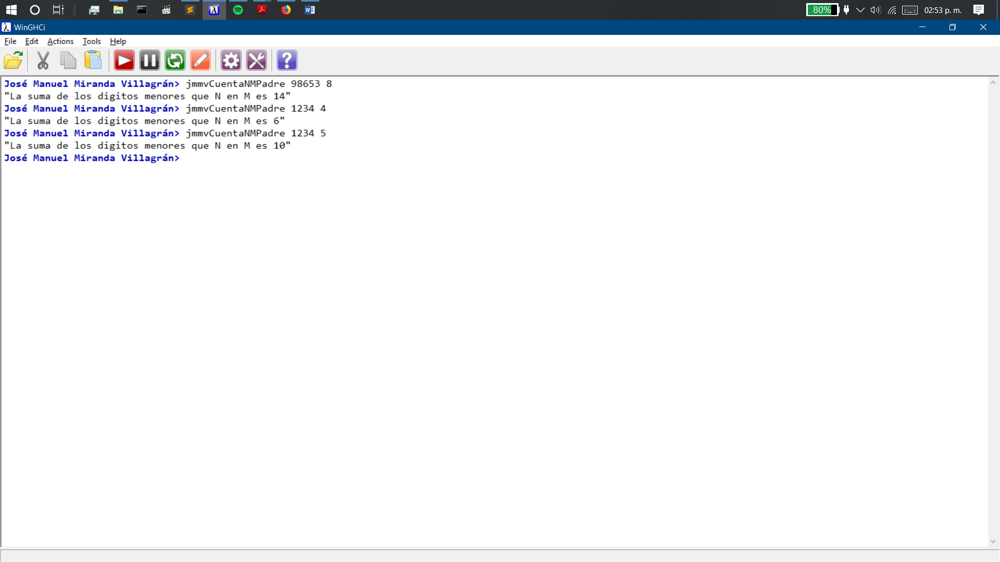 80%
02:53 p. m.
WinGHCi
File Edit Actions Tools Help
José Manuel Miranda Villagrán> jmmvCuentaNMPadre 98653 8
"La suma de los digitos menores que N en M es 14"
José Manuel Miranda Villagrán> jmmvCuentaNMPadre 1234 4
"La suma de los digitos menores que N en M es 6"
José Manuel Miranda Villagrán> jmmvCuentaNMPadre 1234 5
"La suma de los digitos menores que N en M es 10"
José Manuel Miranda Villagrán>